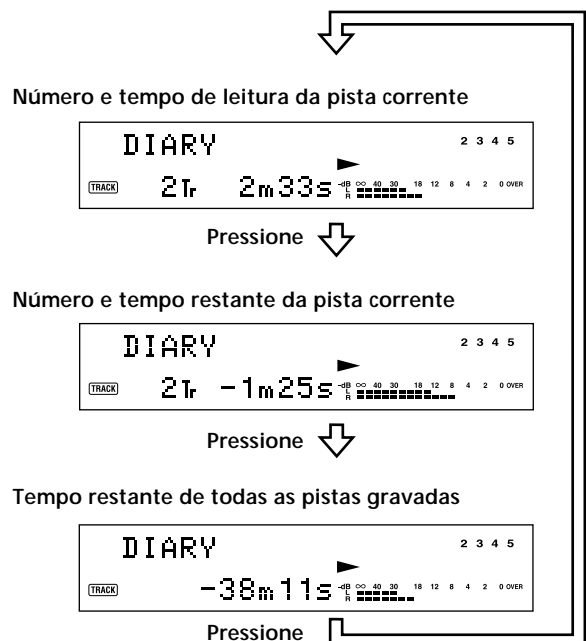 Número e tempo de leitura da pista corrente
DIARY 2 3 4 5
TRACK 2Tr 2m33s -dB ∞ 40 30 18 12 8 4 2 0 OVER
L
R
Pressione
Número e tempo restante da pista corrente
DIARY 2 3 4 5
TRACK 2Tr -1m25s -dB ∞ 40 30 18 12 8 4 2 0 OVER
L
R
Pressione
Tempo restante de todas as pistas gravadas
DIARY 2 3 4 5
TRACK -38m11s -dB ∞ 40 30 18 12 8 4 2 0 OVER
L
R
Pressione